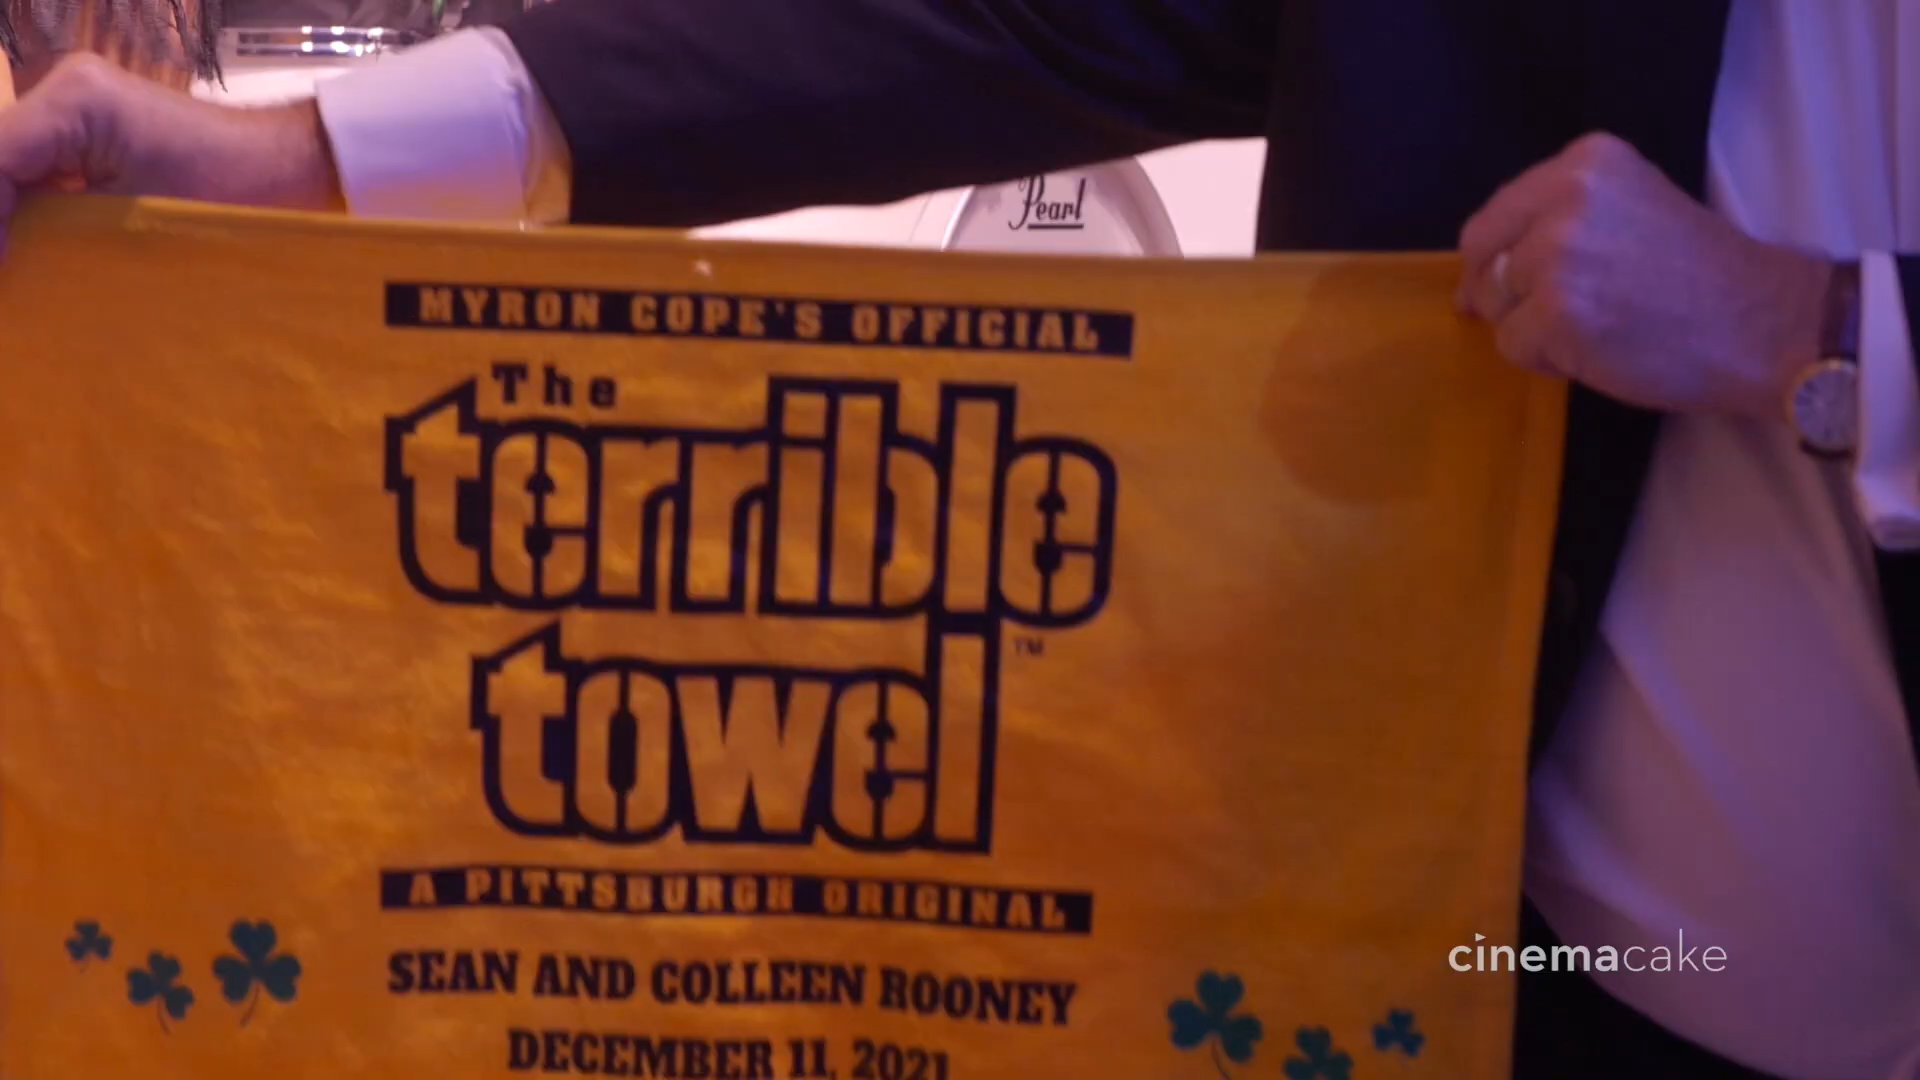 Pearl
MYRON COPE'S OFFICIAL
The
terrible
towel
TM
A PITTSBURGH ORIGINAL
SEAN AND COLLEEN ROONEY
DECEMBER 11, 2021
cinemacake